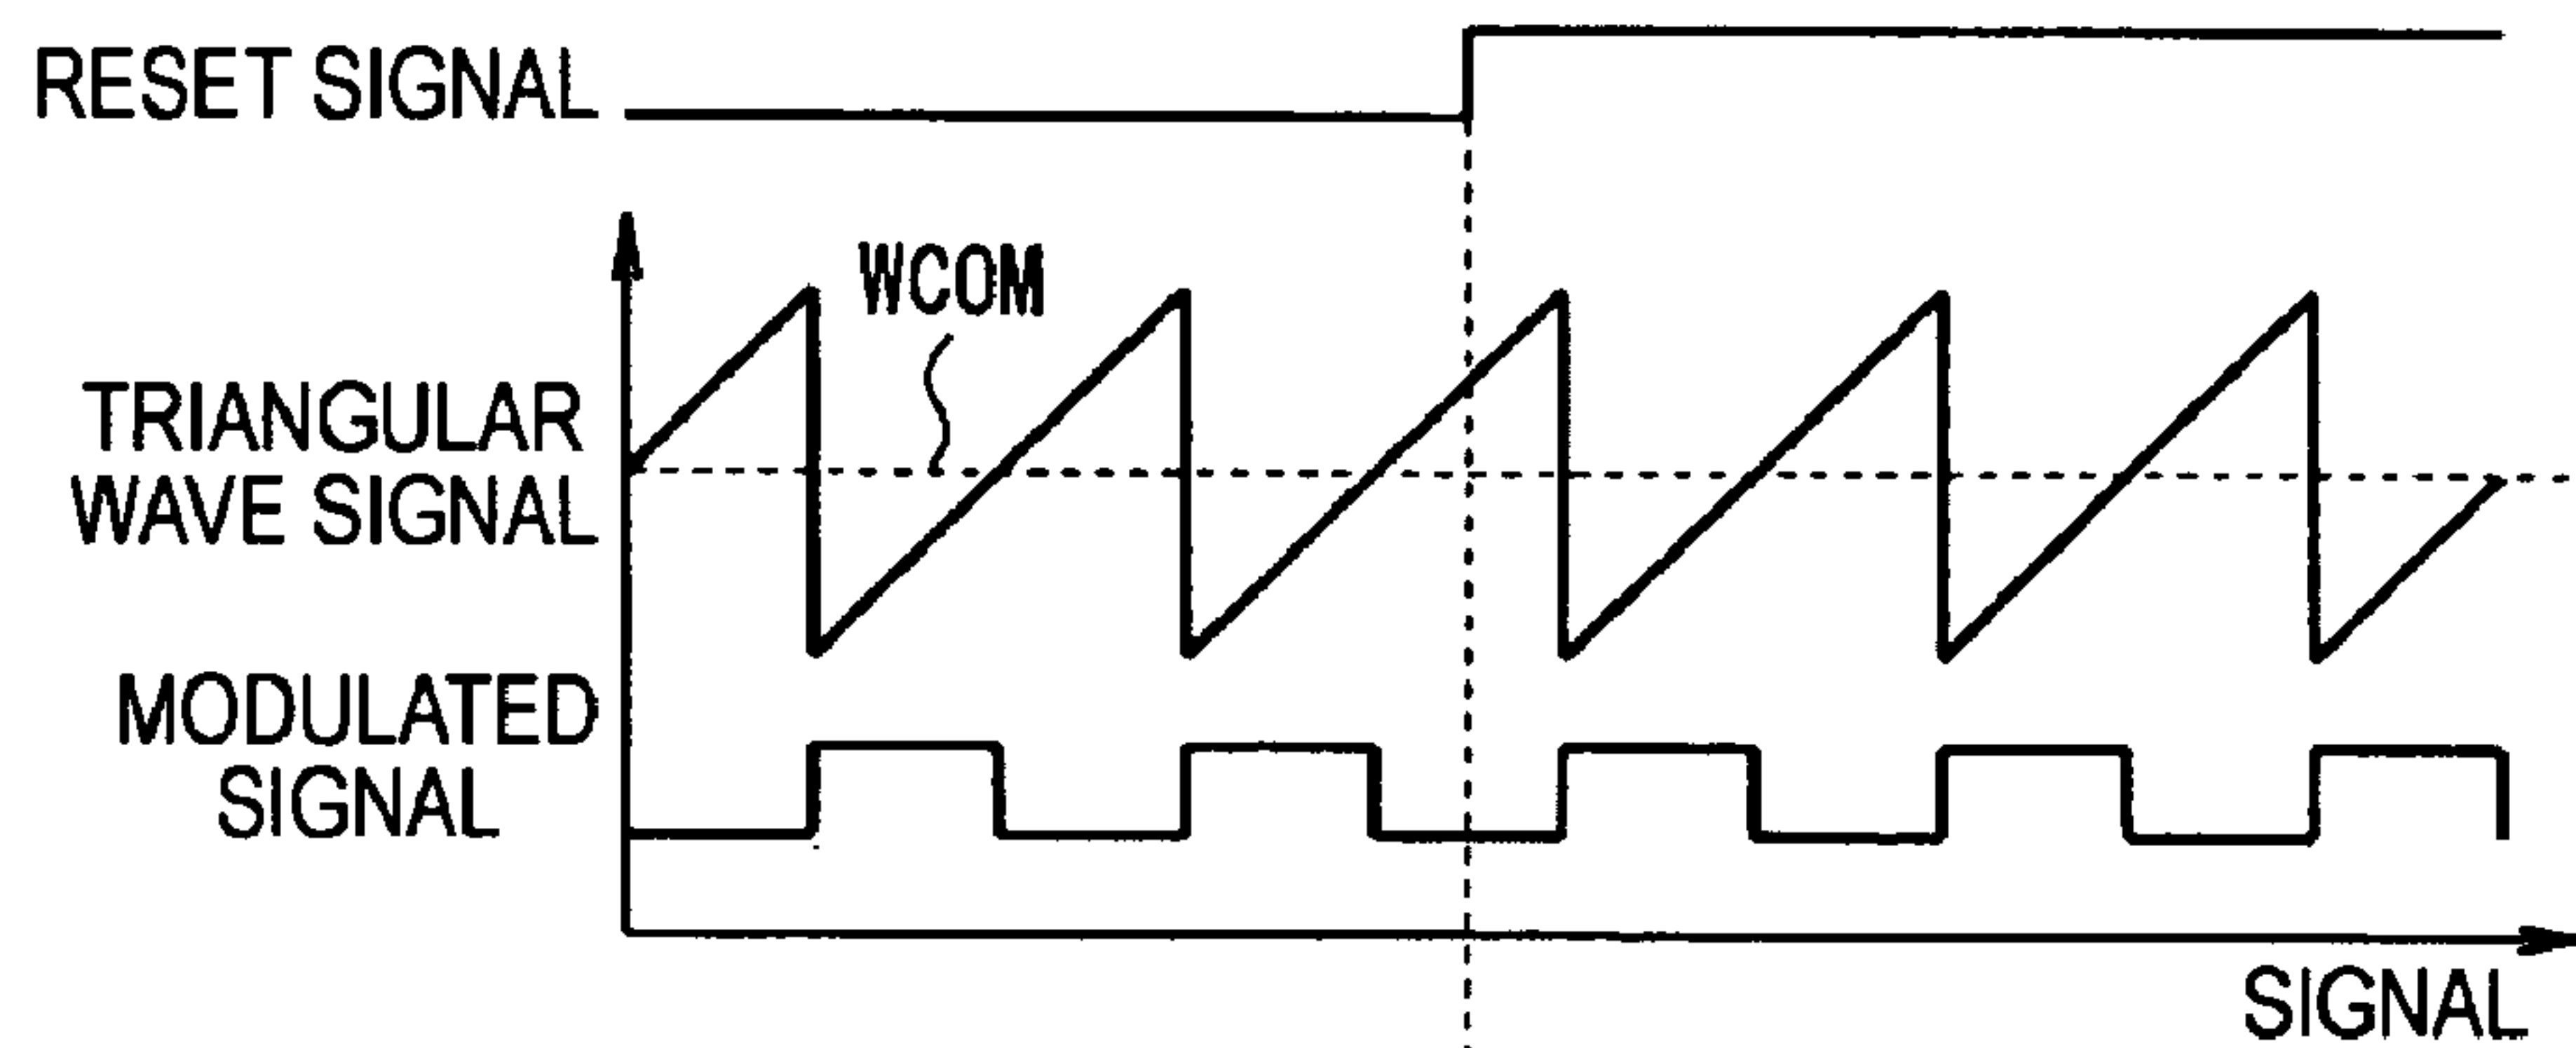 RESET SIGNAL
WCOM
TRIANGULAR
WAVE SIGNAL
MODULATED
SIGNAL
SIGNAL